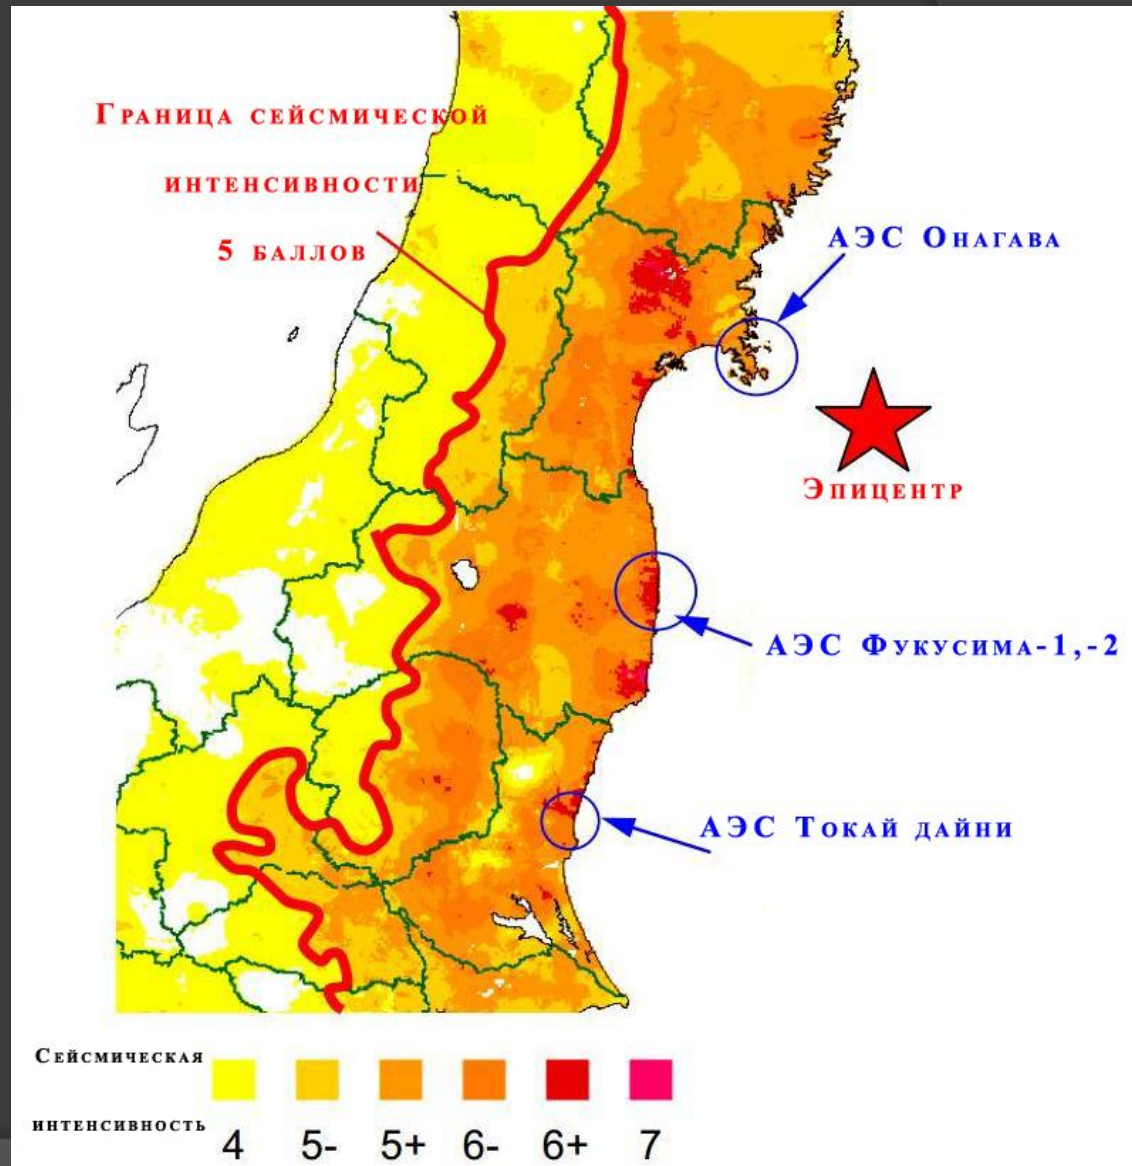 Граница сейсмической
интенсивности
5 баллов
АЭС Онагава
Эпицентр
АЭС Фукусима-1,-2
АЭС Токай дайни
Сейсмическая
интенсивность
4 5- 5+ 6- 6+ 7